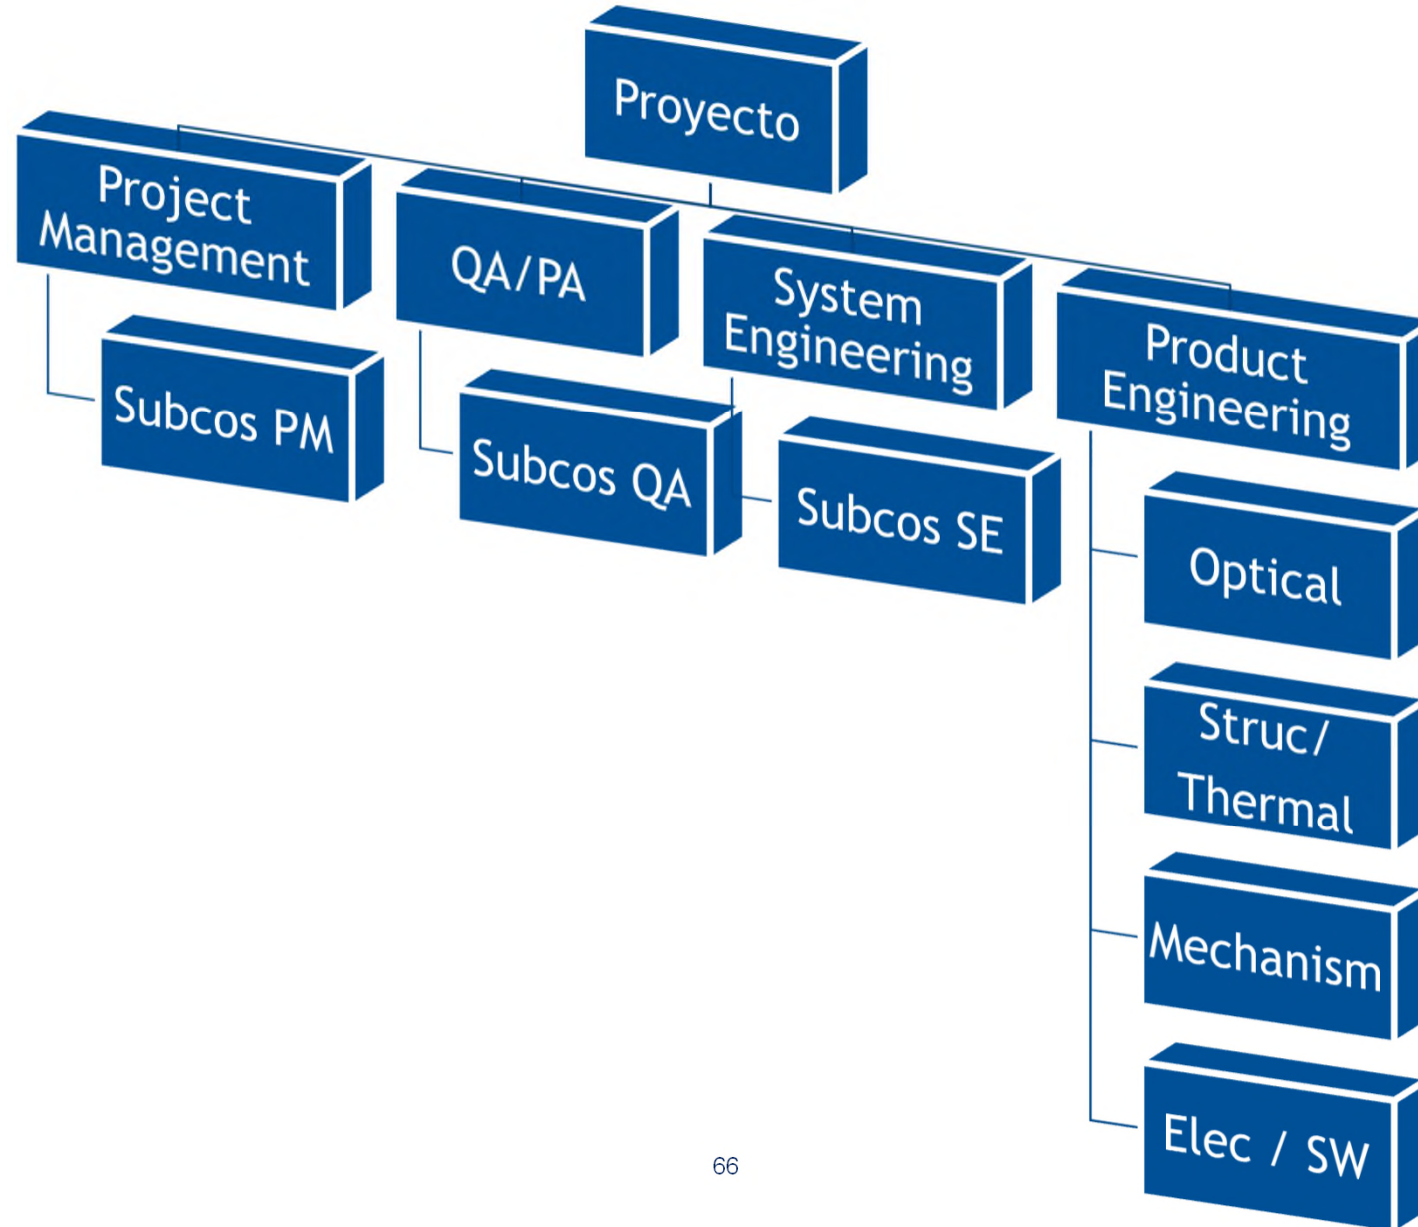 Proyecto
Project
Management
QA/PA
System
Engineering
Product
Engineering
Subcos PM
Subcos QA
Subcos SE
Optical
Struc/
Thermal
Mechanism
Elec / SW
66